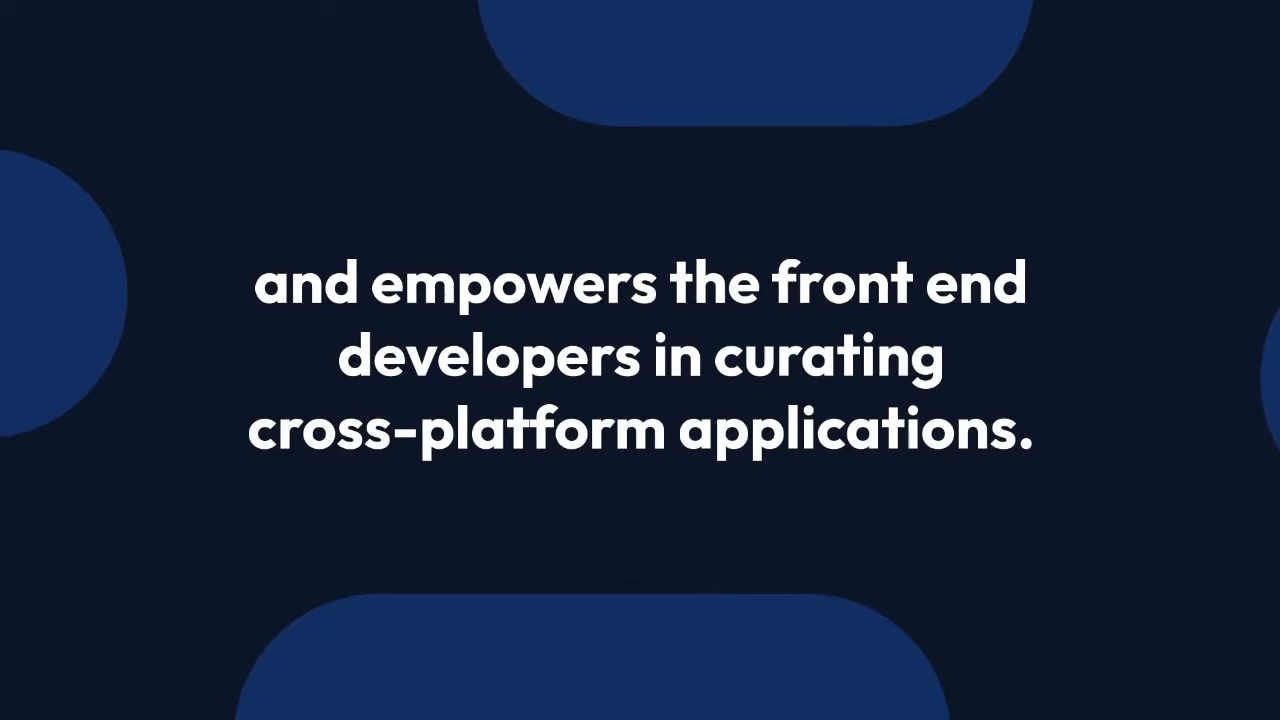 and empowers the front end
developers in curating
cross-platform applications.